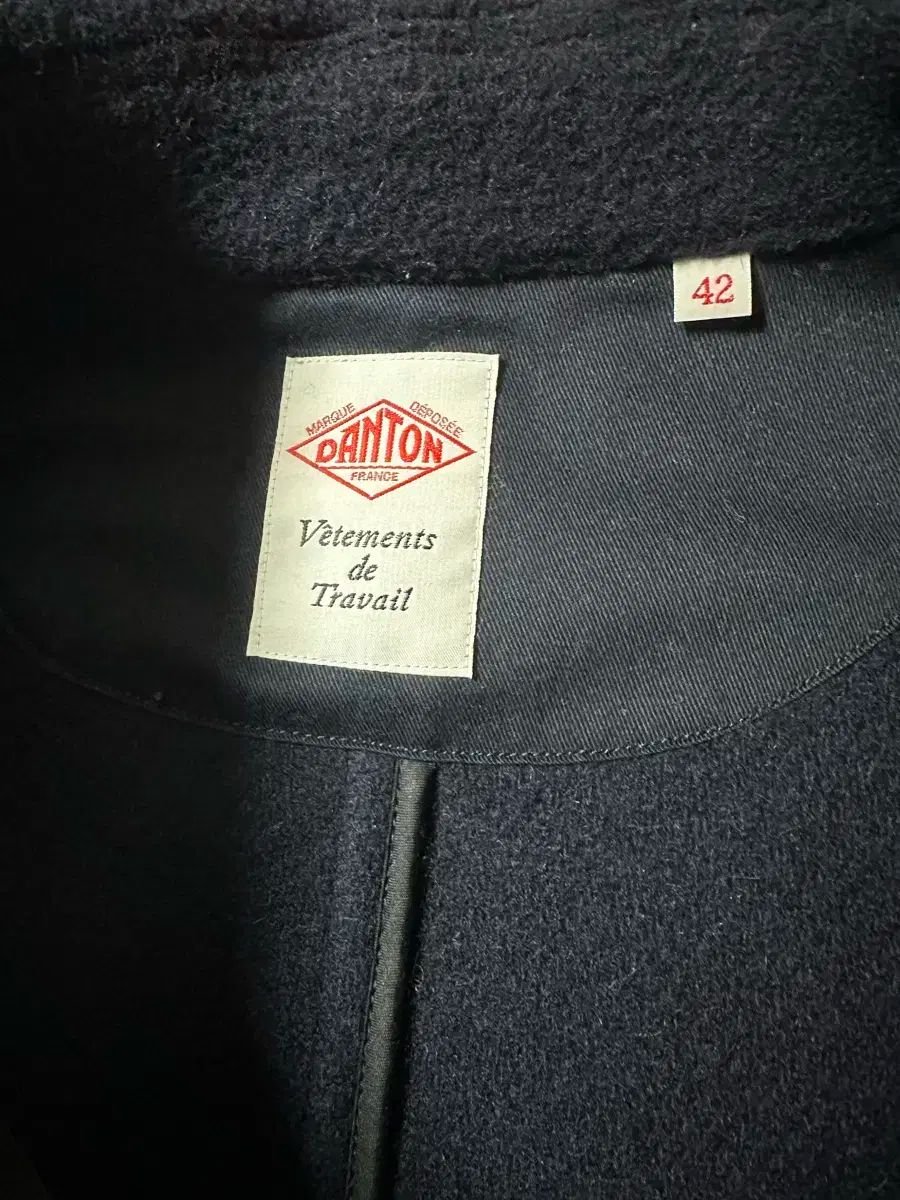 42
MARQUE DÉPOSÉE
DANTON
FRANCE
Vêtements
de
Travail